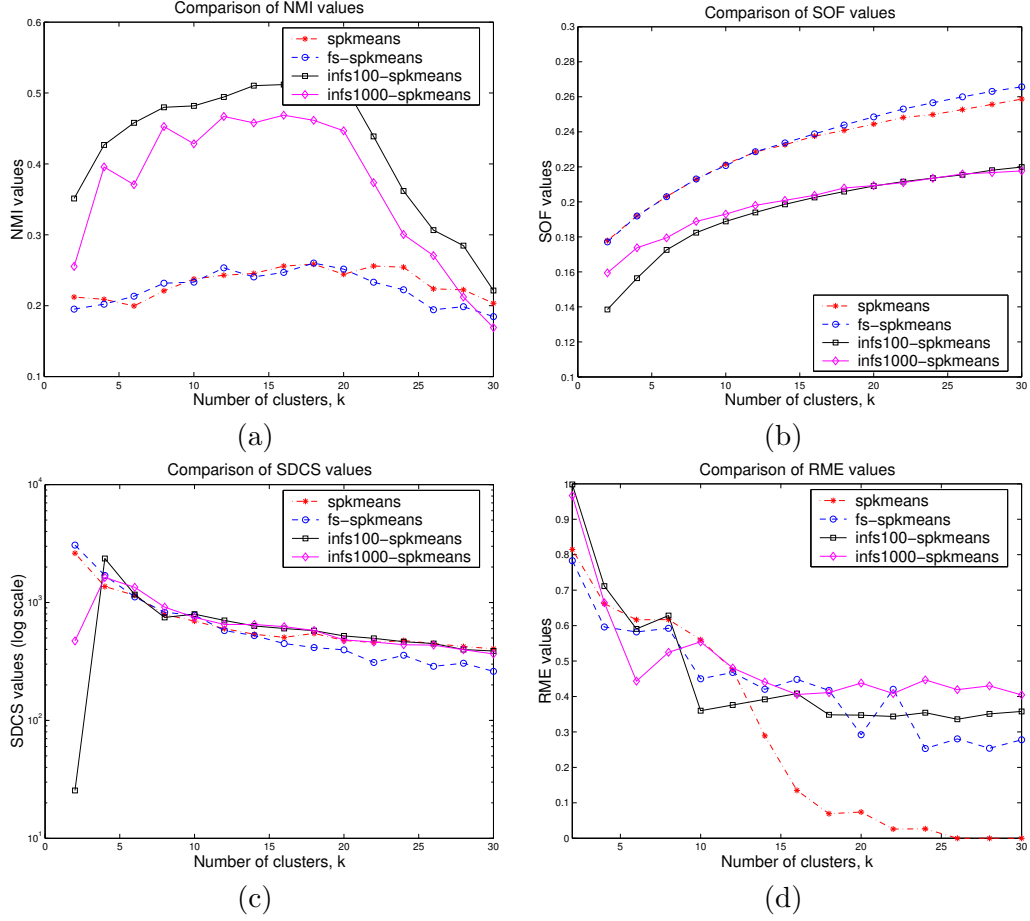 Comparison of NMI values
0.6
0.5
0.4
0.3
0.2
0.1
NMI values
spkmeans
fs-spkmeans
infs100-spkmeans
infs1000-spkmeans
0 5 10 15 20 25 30
Number of clusters, k
(a)
Comparison of SOF values
0.3
0.28
0.26
0.24
0.22
0.2
0.18
0.16
0.14
0.12
0.1
SOF values
spkmeans
fs-spkmeans
infs100-spkmeans
infs1000-spkmeans
0 5 10 15 20 25 30
Number of clusters, k
(b)
Comparison of SDCS values
10^4
10^3
10^2
10^1
SDCS values (log scale)
spkmeans
fs-spkmeans
infs100-spkmeans
infs1000-spkmeans
0 5 10 15 20 25 30
Number of clusters, k
(c)
Comparison of RME values
0.9
0.8
0.7
0.6
0.5
0.4
0.3
0.2
0.1
0
RME values
spkmeans
fs-spkmeans
infs100-spkmeans
infs1000-spkmeans
5 10 15 20 25 30
Number of clusters, k
(d)